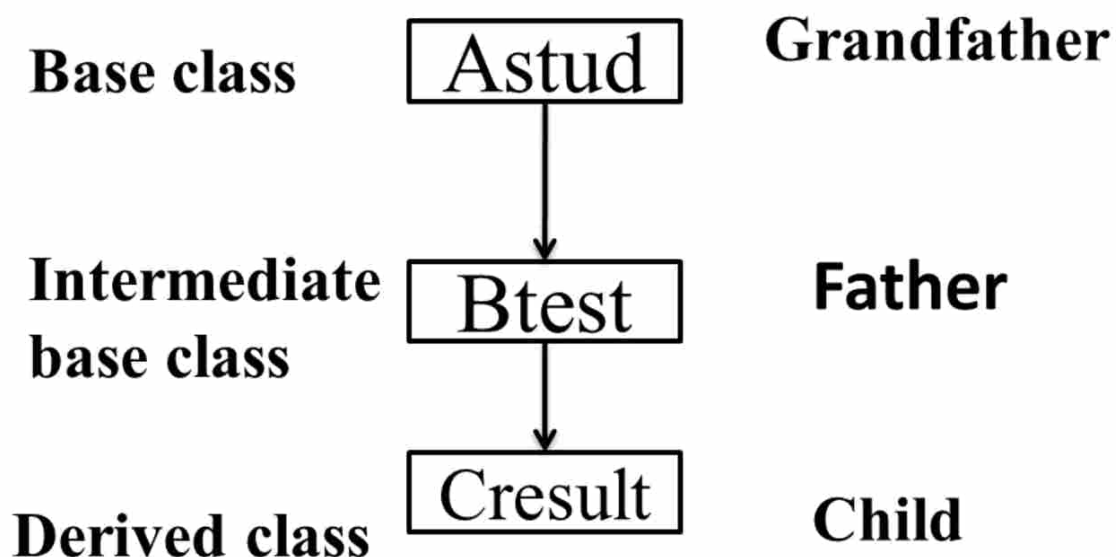 Base class
Astud
Grandfather
Intermediate
base class
Btest
Father
Derived class
Cresult
Child